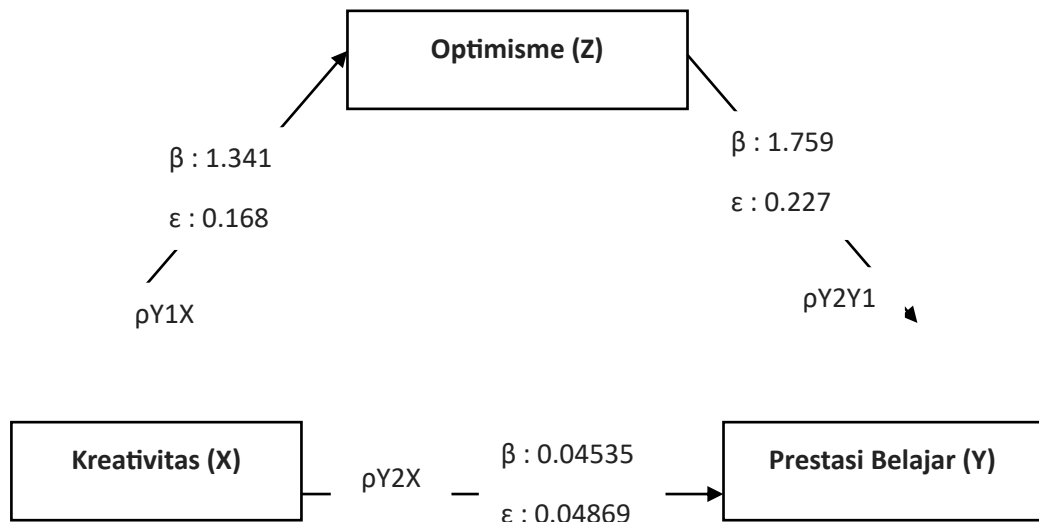 Optimisme (Z)
β : 1.341
ε : 0.168
ρY1X
β : 1.759
ε : 0.227
ρY2Y1
Kreativitas (X)
ρY2X
β : 0.04535
ε : 0.04869
Prestasi Belajar (Y)